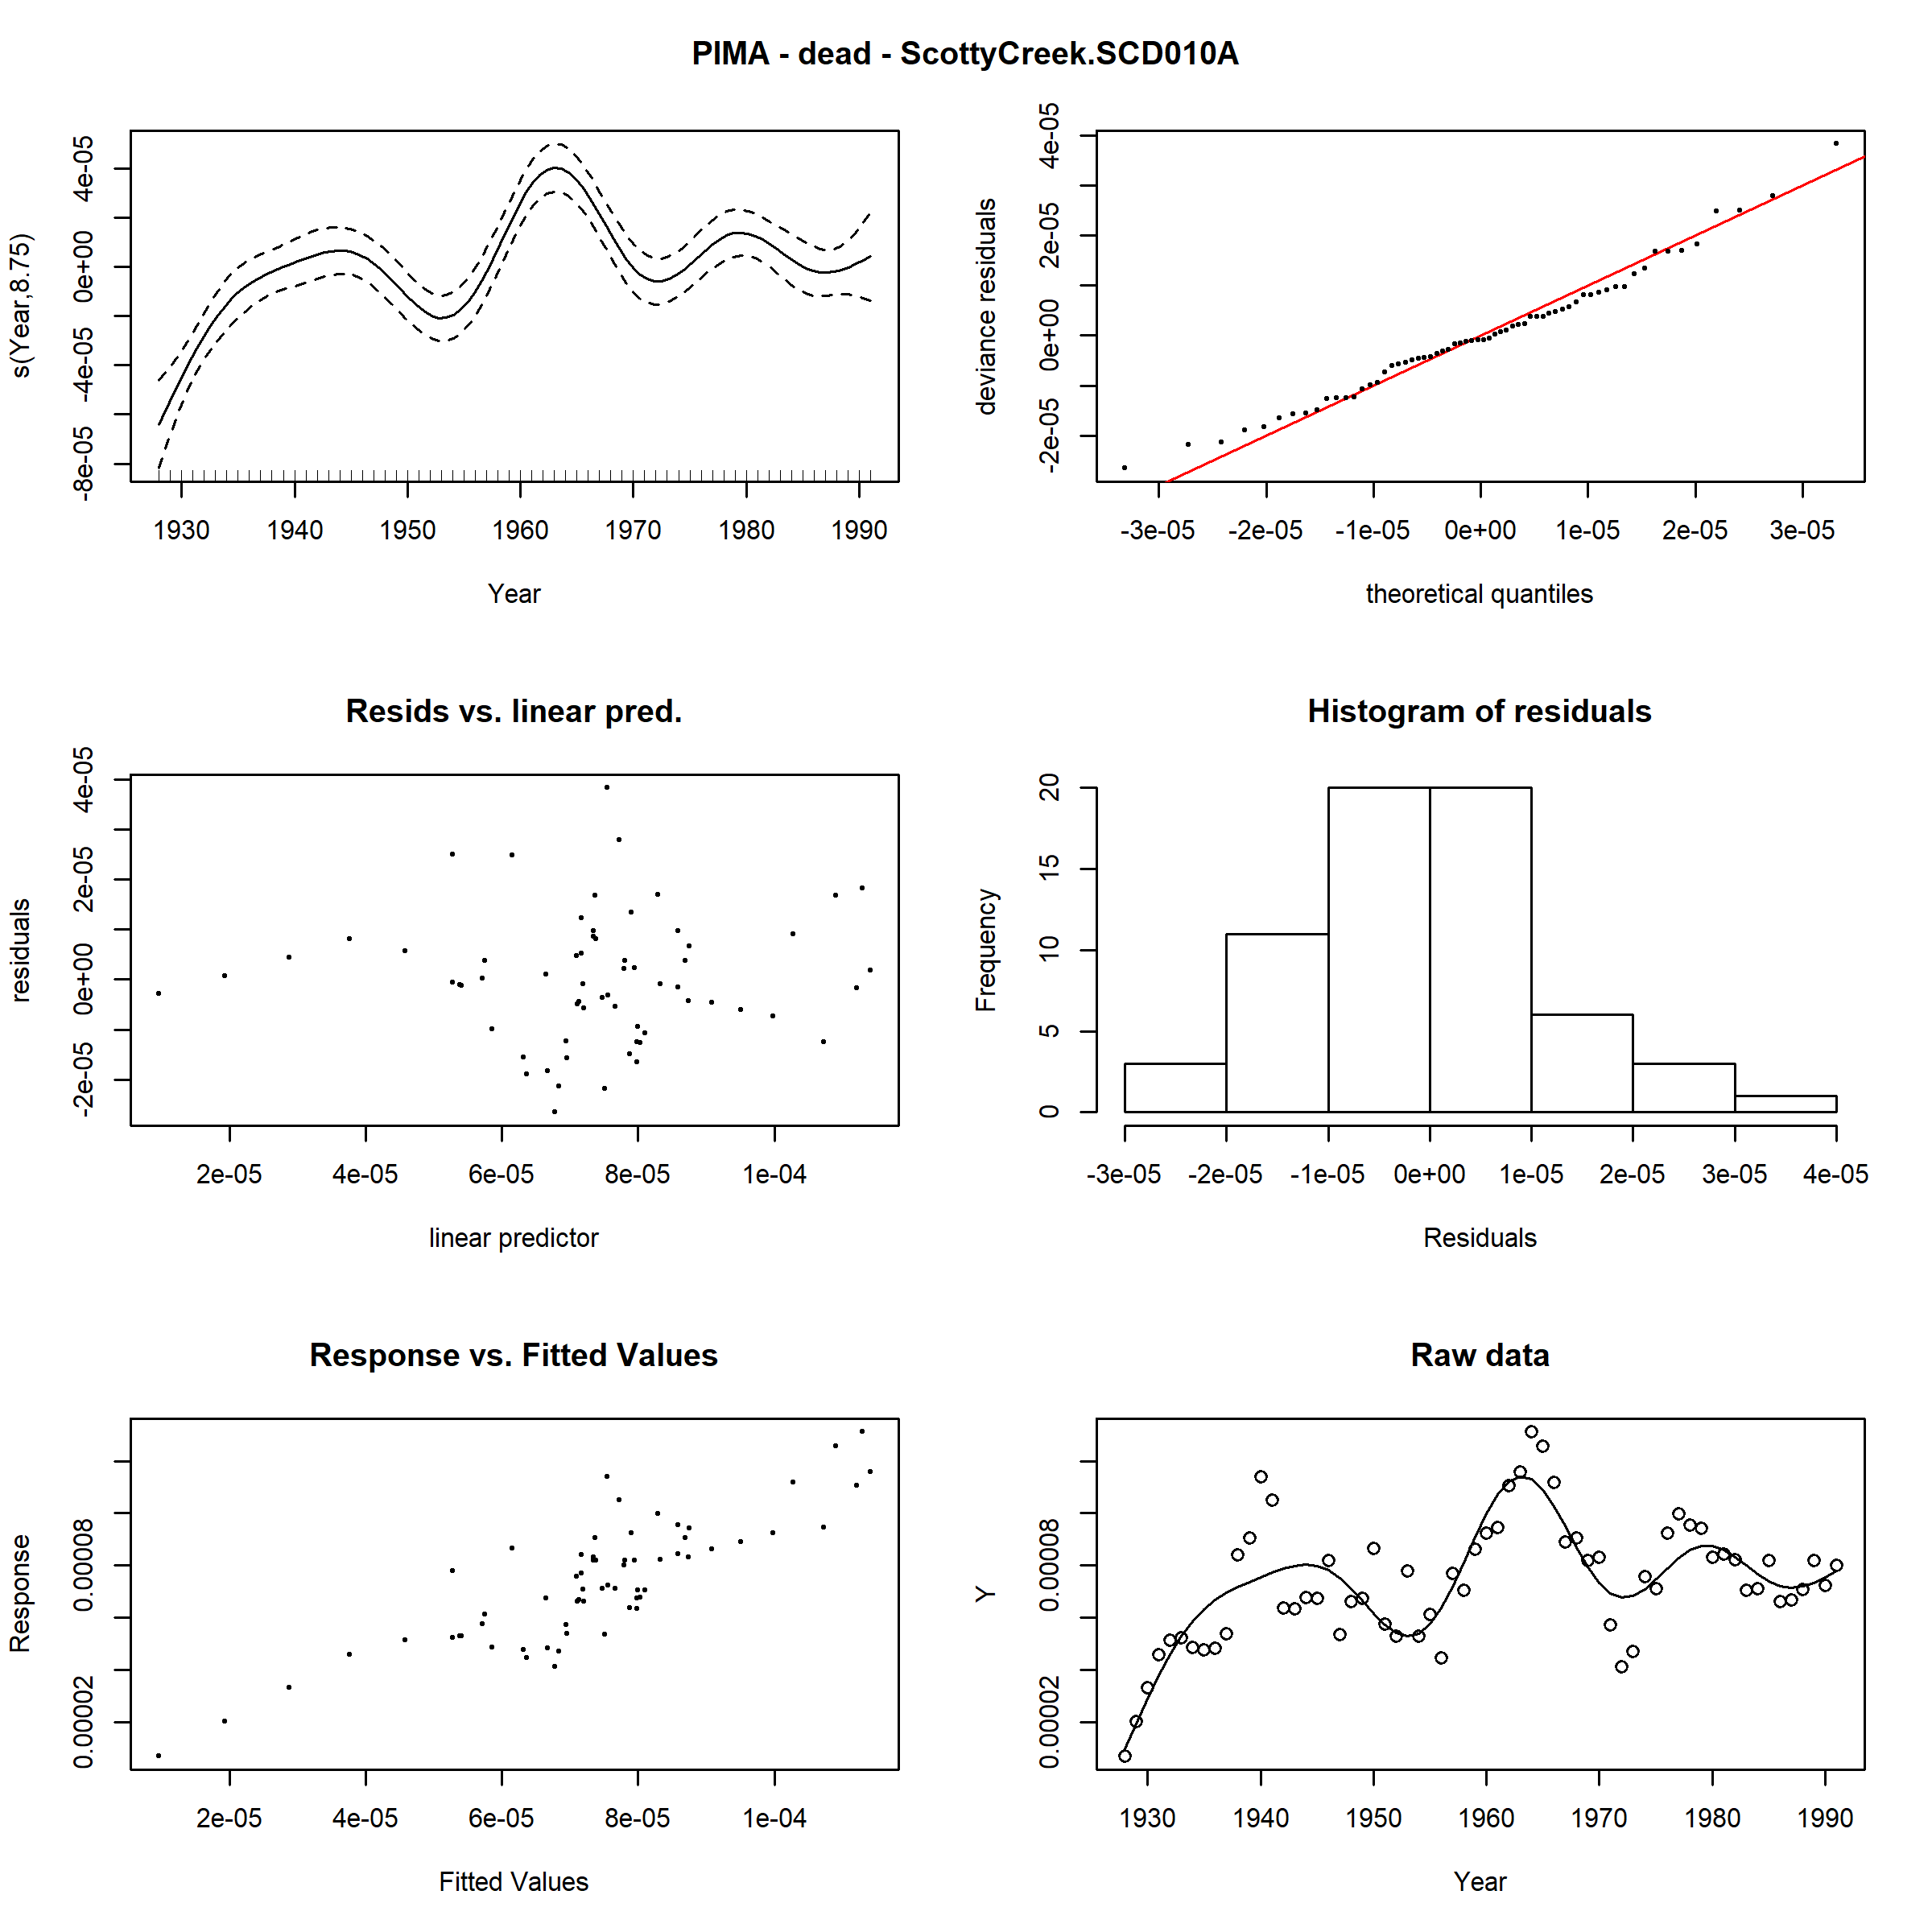 PIMA - dead - ScottyCreek.SCD010A
s(Year,8.75)
-8e-05 -4e-05 0e+00 4e-05
1930 1940 1950 1960 1970 1980 1990
Year
deviance residuals
-2e-05 0e+00 2e-05 4e-05
-3e-05 -2e-05 -1e-05 0e+00 1e-05 2e-05 3e-05
theoretical quantiles
Resids vs. linear pred.
residuals
-2e-05 0e+00 2e-05 4e-05
2e-05 4e-05 6e-05 8e-05 1e-04
linear predictor
Histogram of residuals
Frequency
0 5 10 15 20
-3e-05 -2e-05 -1e-05 0e+00 1e-05 2e-05 3e-05 4e-05
Residuals
Response vs. Fitted Values
Response
0.00002 0.00008
2e-05 4e-05 6e-05 8e-05 1e-04
Fitted Values
Raw data
Y
0.00002 0.00008
1930 1940 1950 1960 1970 1980 1990
Year